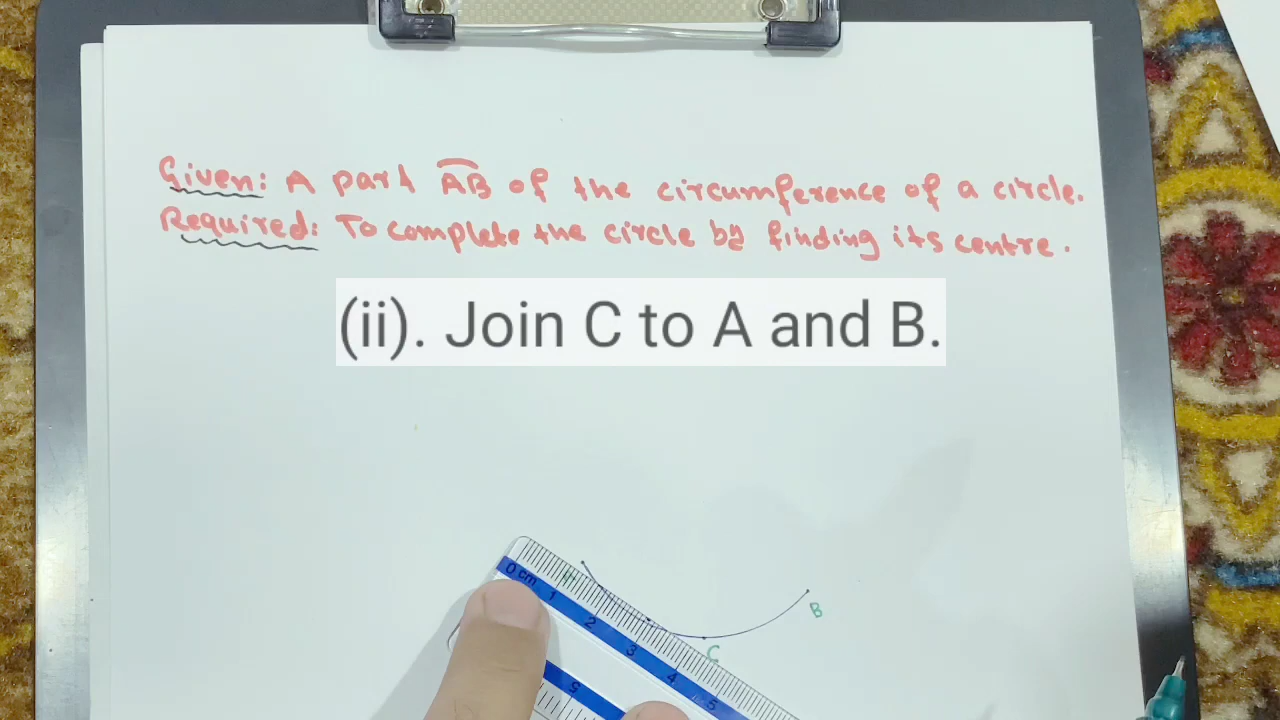 Given: A part AB of the circumference of a circle.
Required: To complete the circle by finding its centre.
(ii). Join C to A and B.
B
C
0 cm 1 2 3 4 5
5